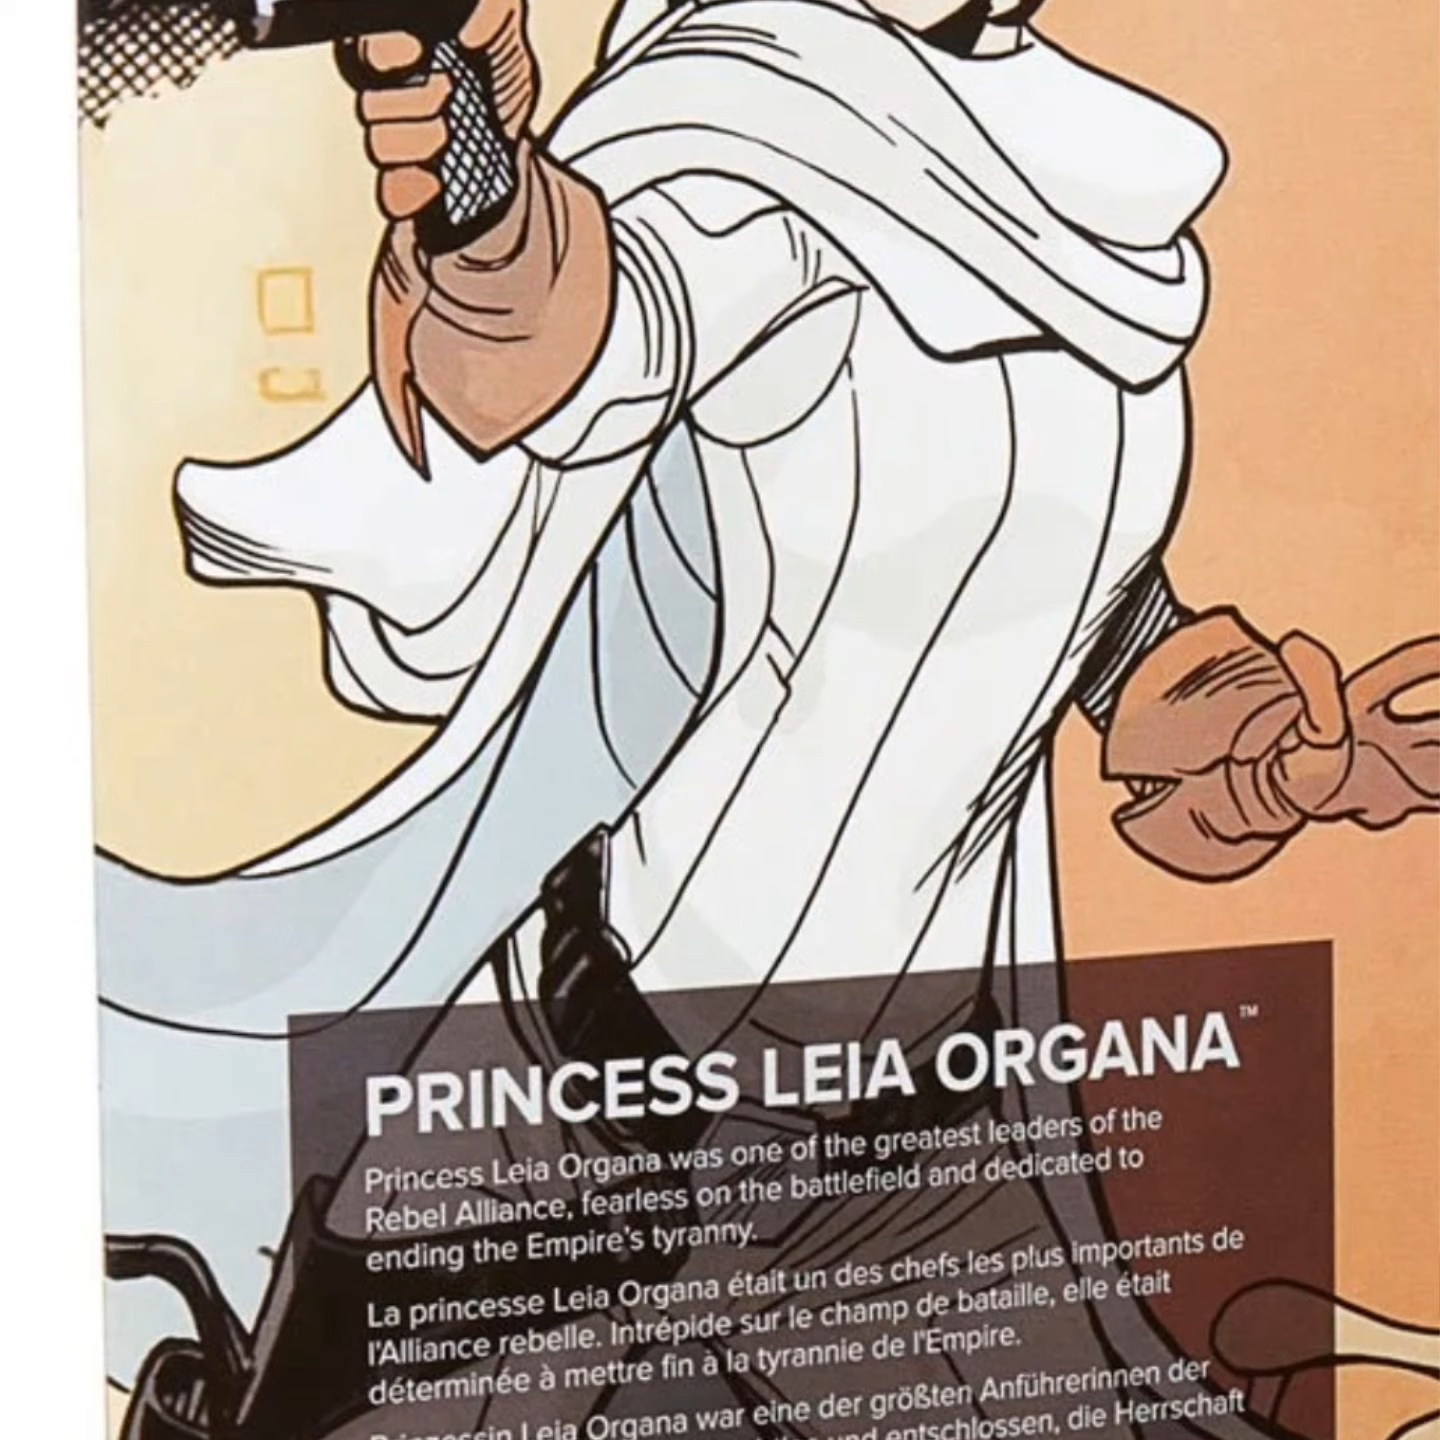 PRINCESS LEIA ORGANA™
Princess Leia Organa was one of the greatest leaders of the
Rebel Alliance, fearless on the battlefield and dedicated to
ending the Empire's tyranny.
La princesse Leia Organa était un des chefs les plus importants de
l'Alliance rebelle. Intrépide sur le champ de bataille, elle était
déterminée à mettre fin à la tyrannie de l'Empire.
Prinzessin Leia Organa war eine der größten Anführerinnen der
und entschlossen, die Herrschaft